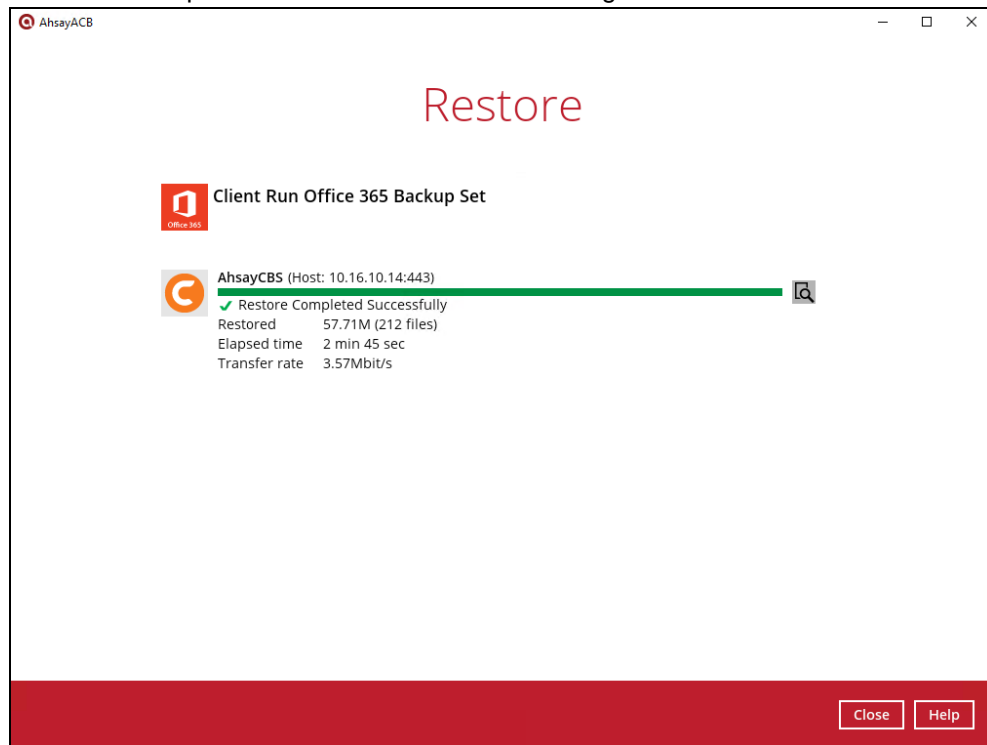 AhsayACB
Restore
Client Run Office 365 Backup Set
Office 365
AhsayCBS (Host: 10.16.10.14:443)
Restore Completed Successfully
Restored 57.71M (212 files)
Elapsed time 2 min 45 sec
Transfer rate 3.57Mbit/s
Close Help